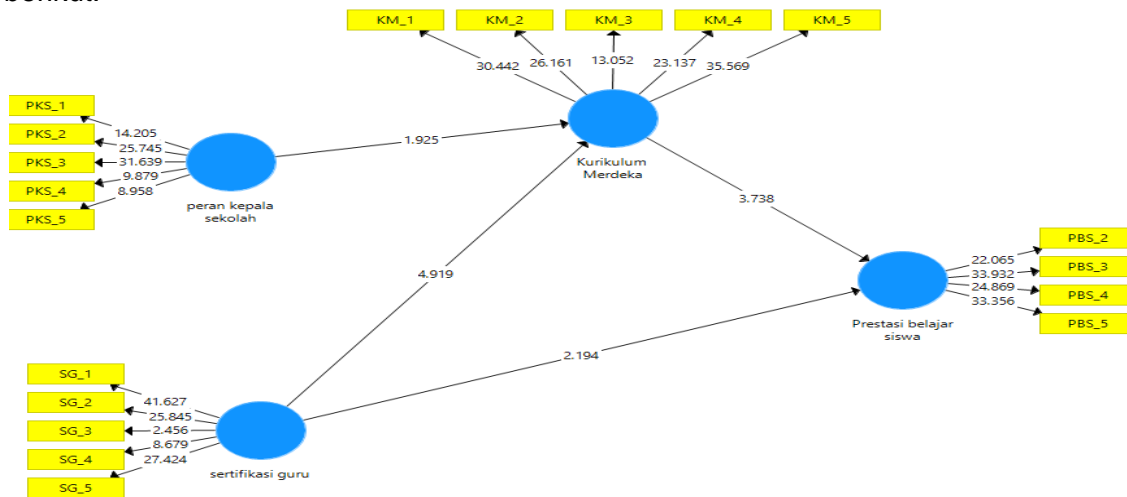 berikut.
KM_1
KM_2
KM_3
KM_4
KM_5
30.442
26.161
13.052
23.137
35.569
PKS_1
PKS_2
PKS_3
PKS_4
PKS_5
14.205
25.745
31.639
9.879
8.958
peran kepala
sekolah
1.925
Kurikulum
Merdeka
3.738
4.919
2.194
PBS_2
PBS_3
PBS_4
PBS_5
22.065
33.932
24.869
33.356
Prestasi belajar
siswa
SG_1
SG_2
SG_3
SG_4
SG_5
41.627
25.845
2.456
8.679
27.424
sertifikasi guru